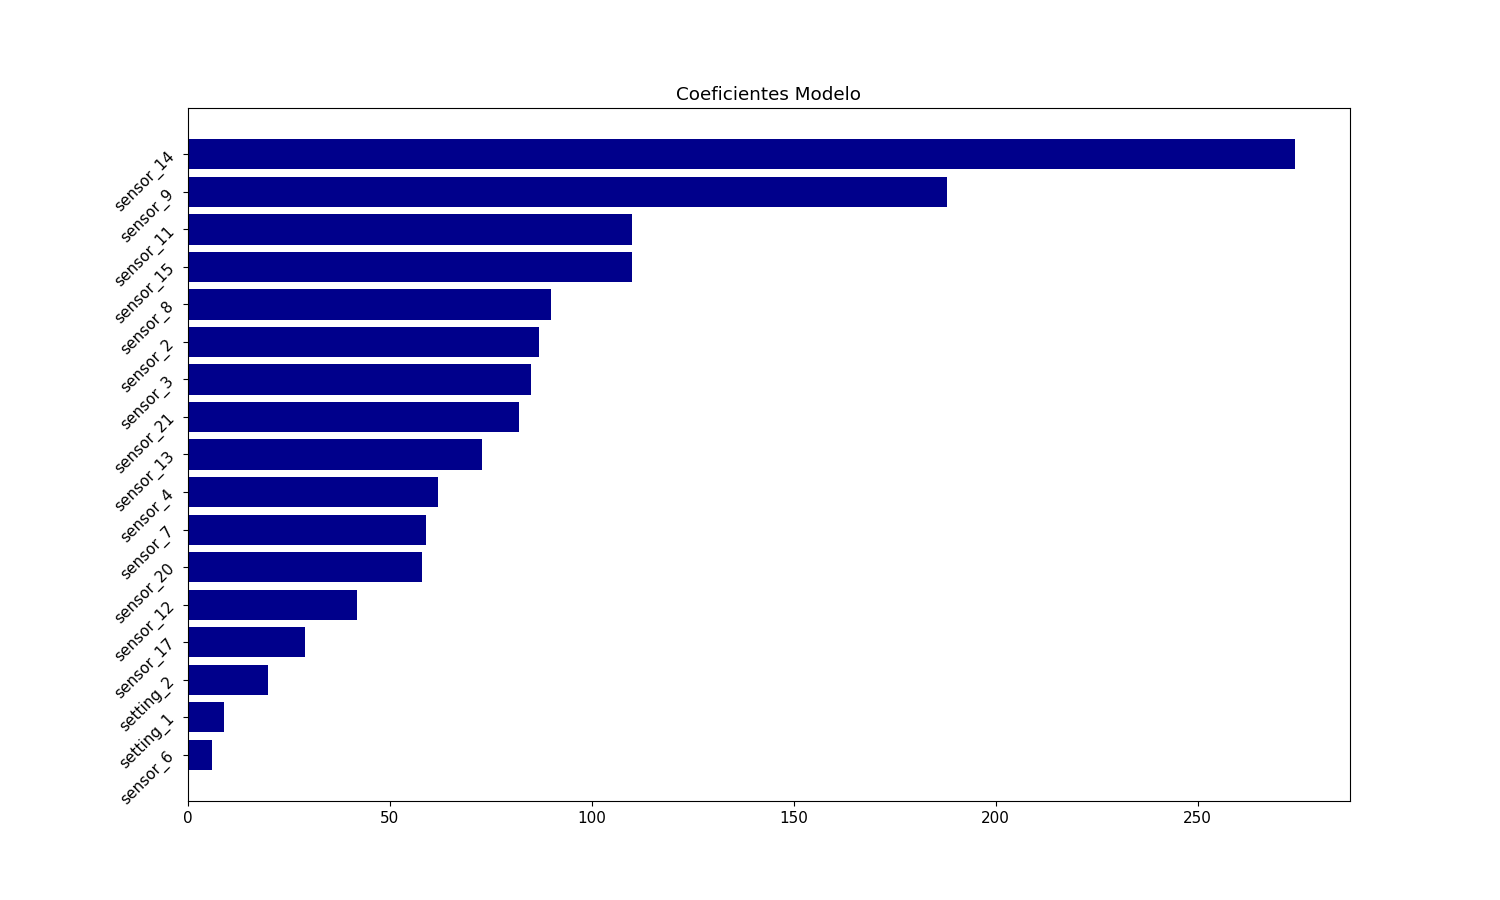 Coeficientes Modelo
sensor_14
sensor_9
sensor_11
sensor_15
sensor_8
sensor_2
sensor_3
sensor_21
sensor_13
sensor_4
sensor_7
sensor_20
sensor_12
sensor_17
setting_2
setting_1
sensor_6
0 50 100 150 200 250